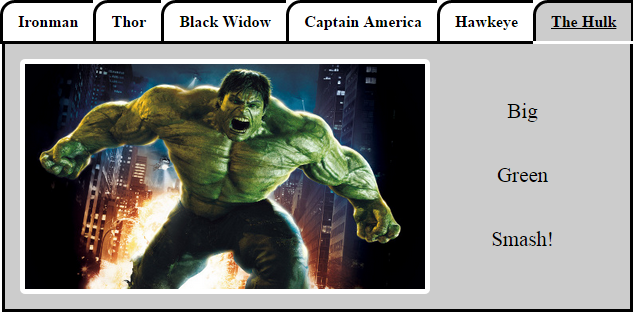 Ironman Thor Black Widow Captain America Hawkeye The Hulk
Big
Green
Smash!